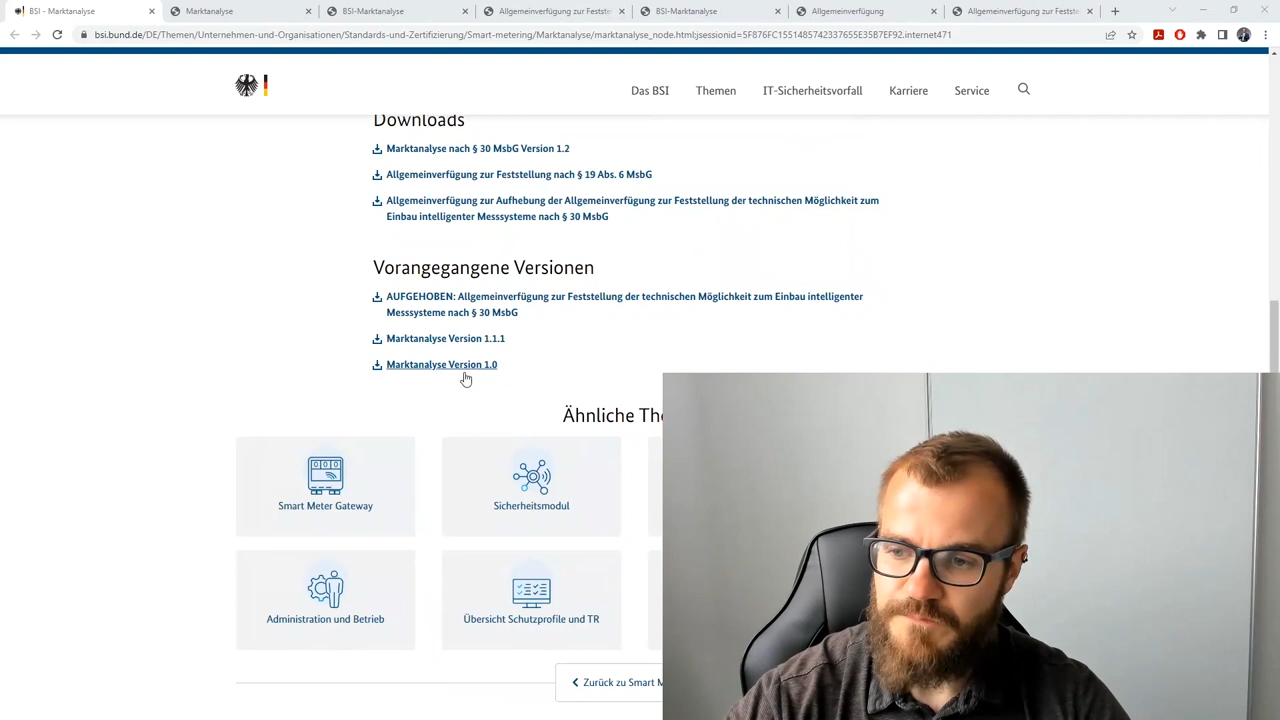 BSI - Marktanalyse
Marktanalyse
BSI-Marktanalyse
Allgemeinverfügung zur Festste
BSI-Marktanalyse
Allgemeinverfügung
Allgemeinverfügung zur Festste
bsi.bund.de/DE/Themen/Unternehmen-und-Organisationen/Standards-und-Zertifizierung/Smart-metering/Marktanalyse/marktanalyse_node.html;jsessionid=5F876FC1551485742337655E35B7EF92.internet471
Das BSI
Themen
IT-Sicherheitsvorfall
Karriere
Service
Downloads
Marktanalyse nach § 30 MsbG Version 1.2
Allgemeinverfügung zur Feststellung nach § 19 Abs. 6 MsbG
Allgemeinverfügung zur Aufhebung der Allgemeinverfügung zur Feststellung der technischen Möglichkeit zum
Einbau intelligenter Messsysteme nach § 30 MsbG
Vorangegangene Versionen
AUFGEHOBEN: Allgemeinverfügung zur Feststellung der technischen Möglichkeit zum Einbau intelligenter
Messsysteme nach § 30 MsbG
Marktanalyse Version 1.1.1
Marktanalyse Version 1.0
Ähnliche The
Smart Meter Gateway
Sicherheitsmodul
Administration und Betrieb
Übersicht Schutzprofile und TR
Zurück zu Smart M